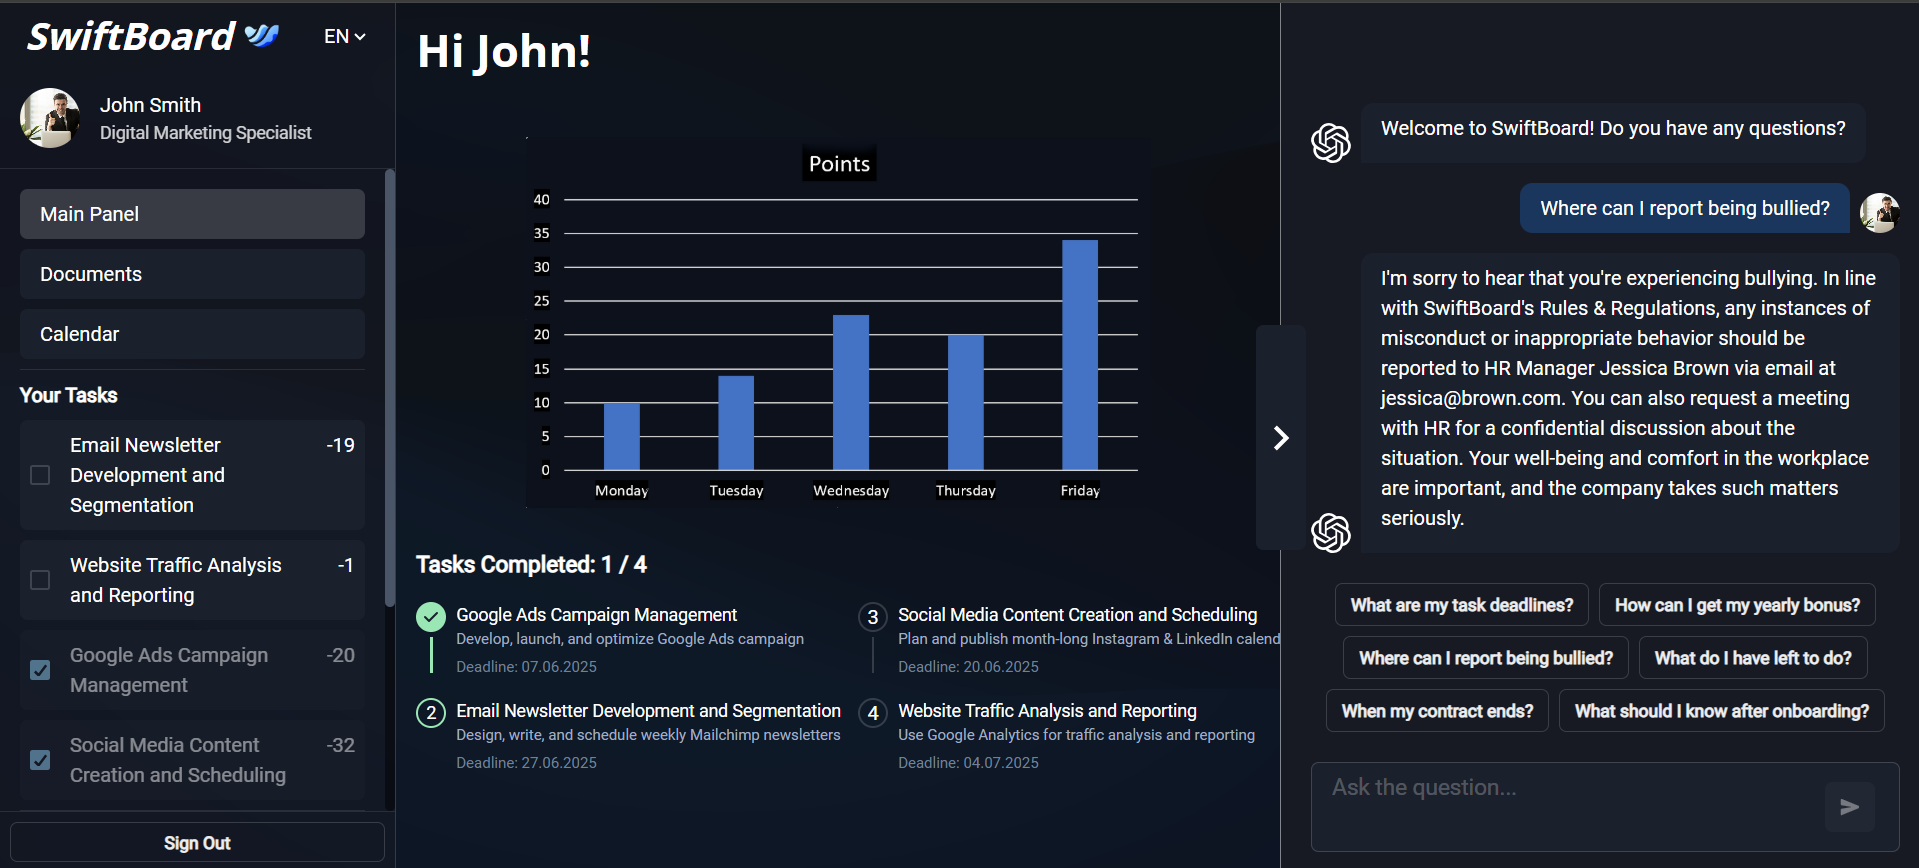 SwiftBoard
EN
John Smith
Digital Marketing Specialist
Main Panel
Documents
Calendar
Your Tasks
Email Newsletter
Development and
Segmentation
-19
Website Traffic Analysis
and Reporting
-1
Google Ads Campaign
Management
-20
Social Media Content
Creation and Scheduling
-32
Sign Out
Hi John!
Points
40
35
30
25
20
15
10
5
0
Monday
Tuesday
Wednesday
Thursday
Friday
Tasks Completed: 1 / 4
Google Ads Campaign Management
Develop, launch, and optimize Google Ads campaign
Deadline: 07.06.2025
2
Email Newsletter Development and Segmentation
Design, write, and schedule weekly Mailchimp newsletters
Deadline: 27.06.2025
3
Social Media Content Creation and Scheduling
Plan and publish month-long Instagram & LinkedIn calend
Deadline: 20.06.2025
4
Website Traffic Analysis and Reporting
Use Google Analytics for traffic analysis and reporting
Deadline: 04.07.2025
Welcome to SwiftBoard! Do you have any questions?
Where can I report being bullied?
I'm sorry to hear that you're experiencing bullying. In line
with SwiftBoard's Rules & Regulations, any instances of
misconduct or inappropriate behavior should be
reported to HR Manager Jessica Brown via email at
jessica@brown.com. You can also request a meeting
with HR for a confidential discussion about the
situation. Your well-being and comfort in the workplace
are important, and the company takes such matters
seriously.
What are my task deadlines?
How can I get my yearly bonus?
Where can I report being bullied?
What do I have left to do?
When my contract ends?
What should I know after onboarding?
Ask the question...